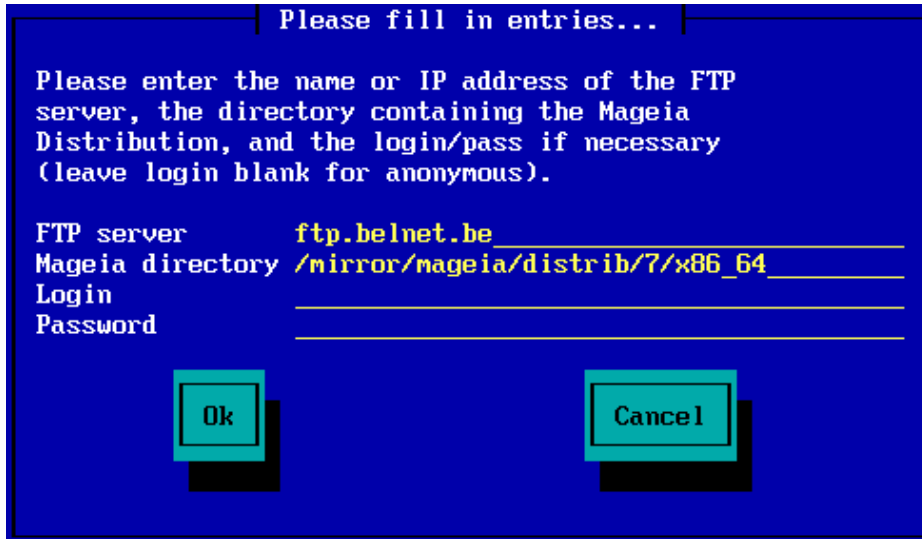 Please fill in entries...
Please enter the name or IP address of the FTP
server, the directory containing the Mageia
Distribution, and the login/pass if necessary
(leave login blank for anonymous).
FTP server ftp.belnet.be
Mageia directory /mirror/mageia/distrib/7/x86_64
Login
Password
Ok Cancel